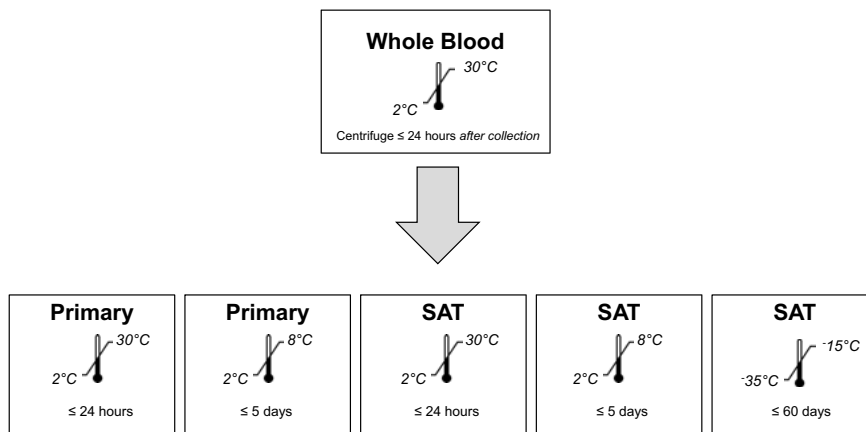 Whole Blood
30°C
2°C
Centrifuge ≤ 24 hours after collection
Primary
30°C
2°C
≤ 24 hours
Primary
8°C
2°C
≤ 5 days
SAT
30°C
2°C
≤ 24 hours
SAT
8°C
2°C
≤ 5 days
SAT
-15°C
-35°C
≤ 60 days